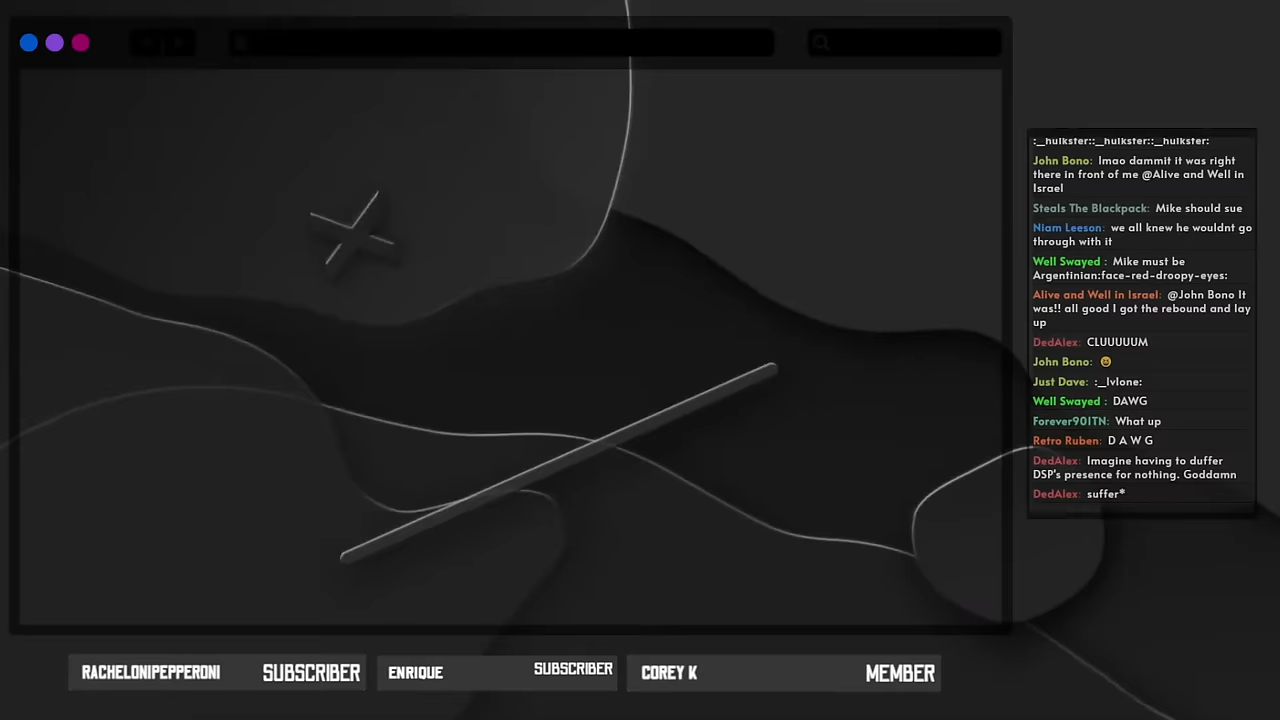 :_hulkster::_hulkster::_hulkster:
John Bono: lmao dammit it was right
there in front of me @Alive and Well in
Israel
Steals The Blackpack: Mike should sue
Niam Leeson: we all knew he wouldnt go
through with it
Well Swayed : Mike must be
Argentinian:face-red-droopy-eyes:
Alive and Well in Israel: @John Bono It
was!! all good I got the rebound and lay
up
DedAlex: CLUUUUUM
John Bono: 😆
Just Dave: :_lvlone:
Well Swayed : DAWG
Forever901TN: What up
Retro Ruben: D A W G
DedAlex: Imagine having to duffer
DSP's presence for nothing. Goddamn
DedAlex: suffer*
RACHELONIPEPPERONI SUBSCRIBER
ENRIQUE SUBSCRIBER
COREY K MEMBER